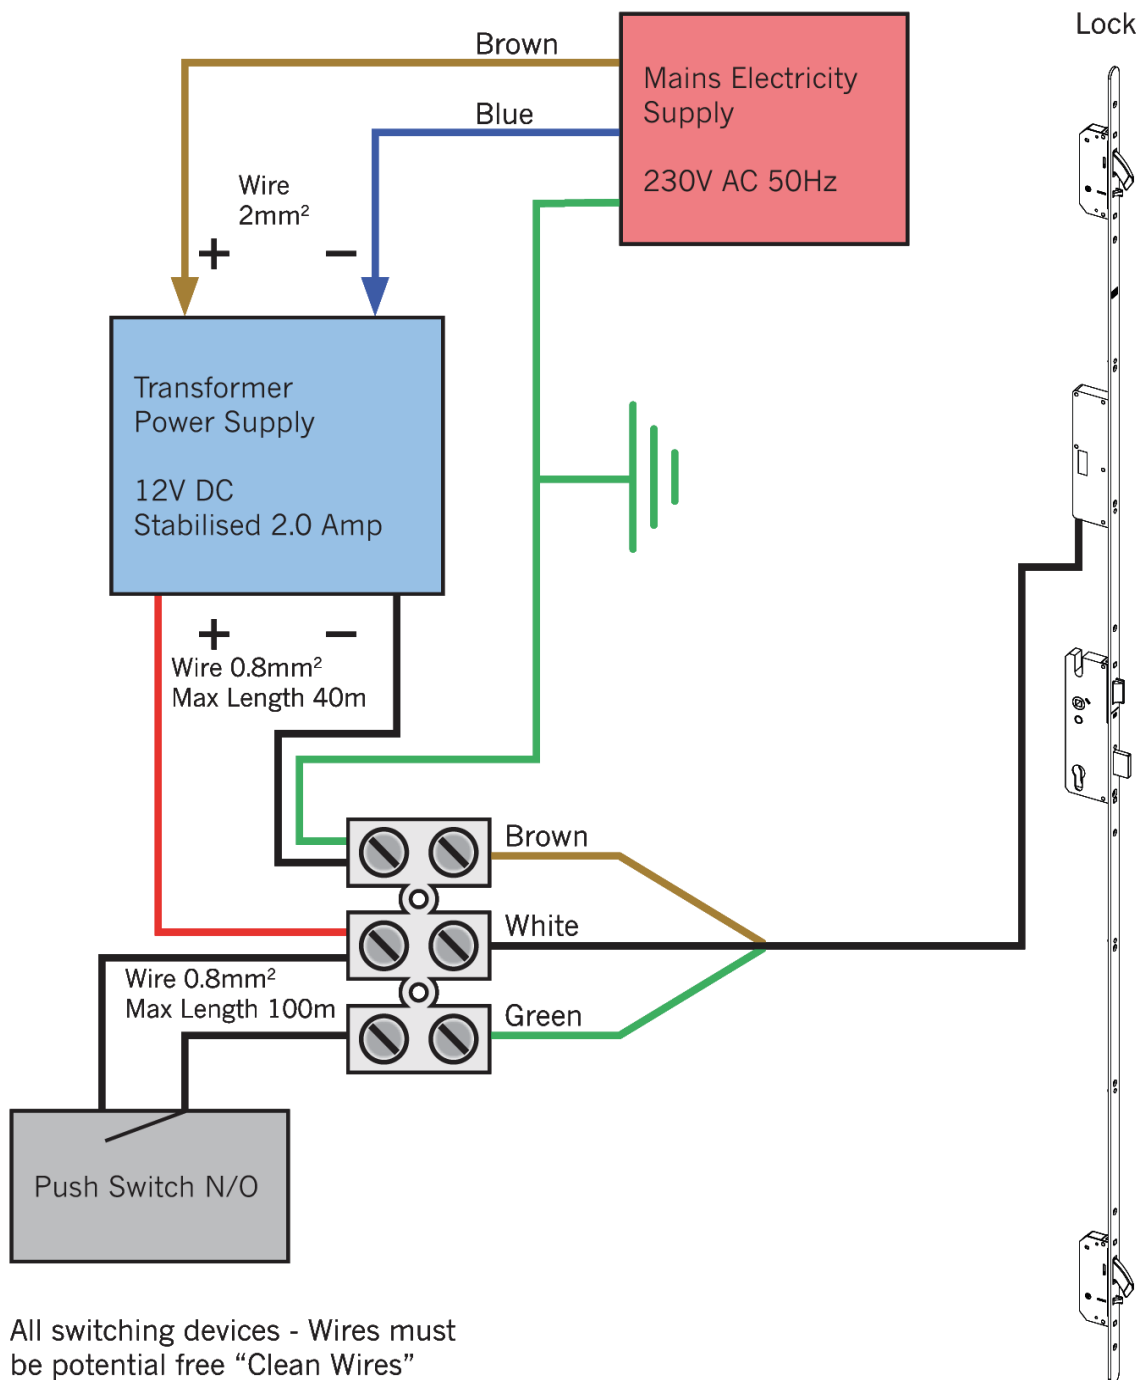 Lock
Brown
Mains Electricity
Supply
230V AC 50Hz
Blue
Wire
2mm²
+ −
Transformer
Power Supply
12V DC
Stabilised 2.0 Amp
+ −
Wire 0.8mm²
Max Length 40m
Brown
White
Wire 0.8mm²
Max Length 100m
Green
Push Switch N/O
All switching devices - Wires must
be potential free “Clean Wires”